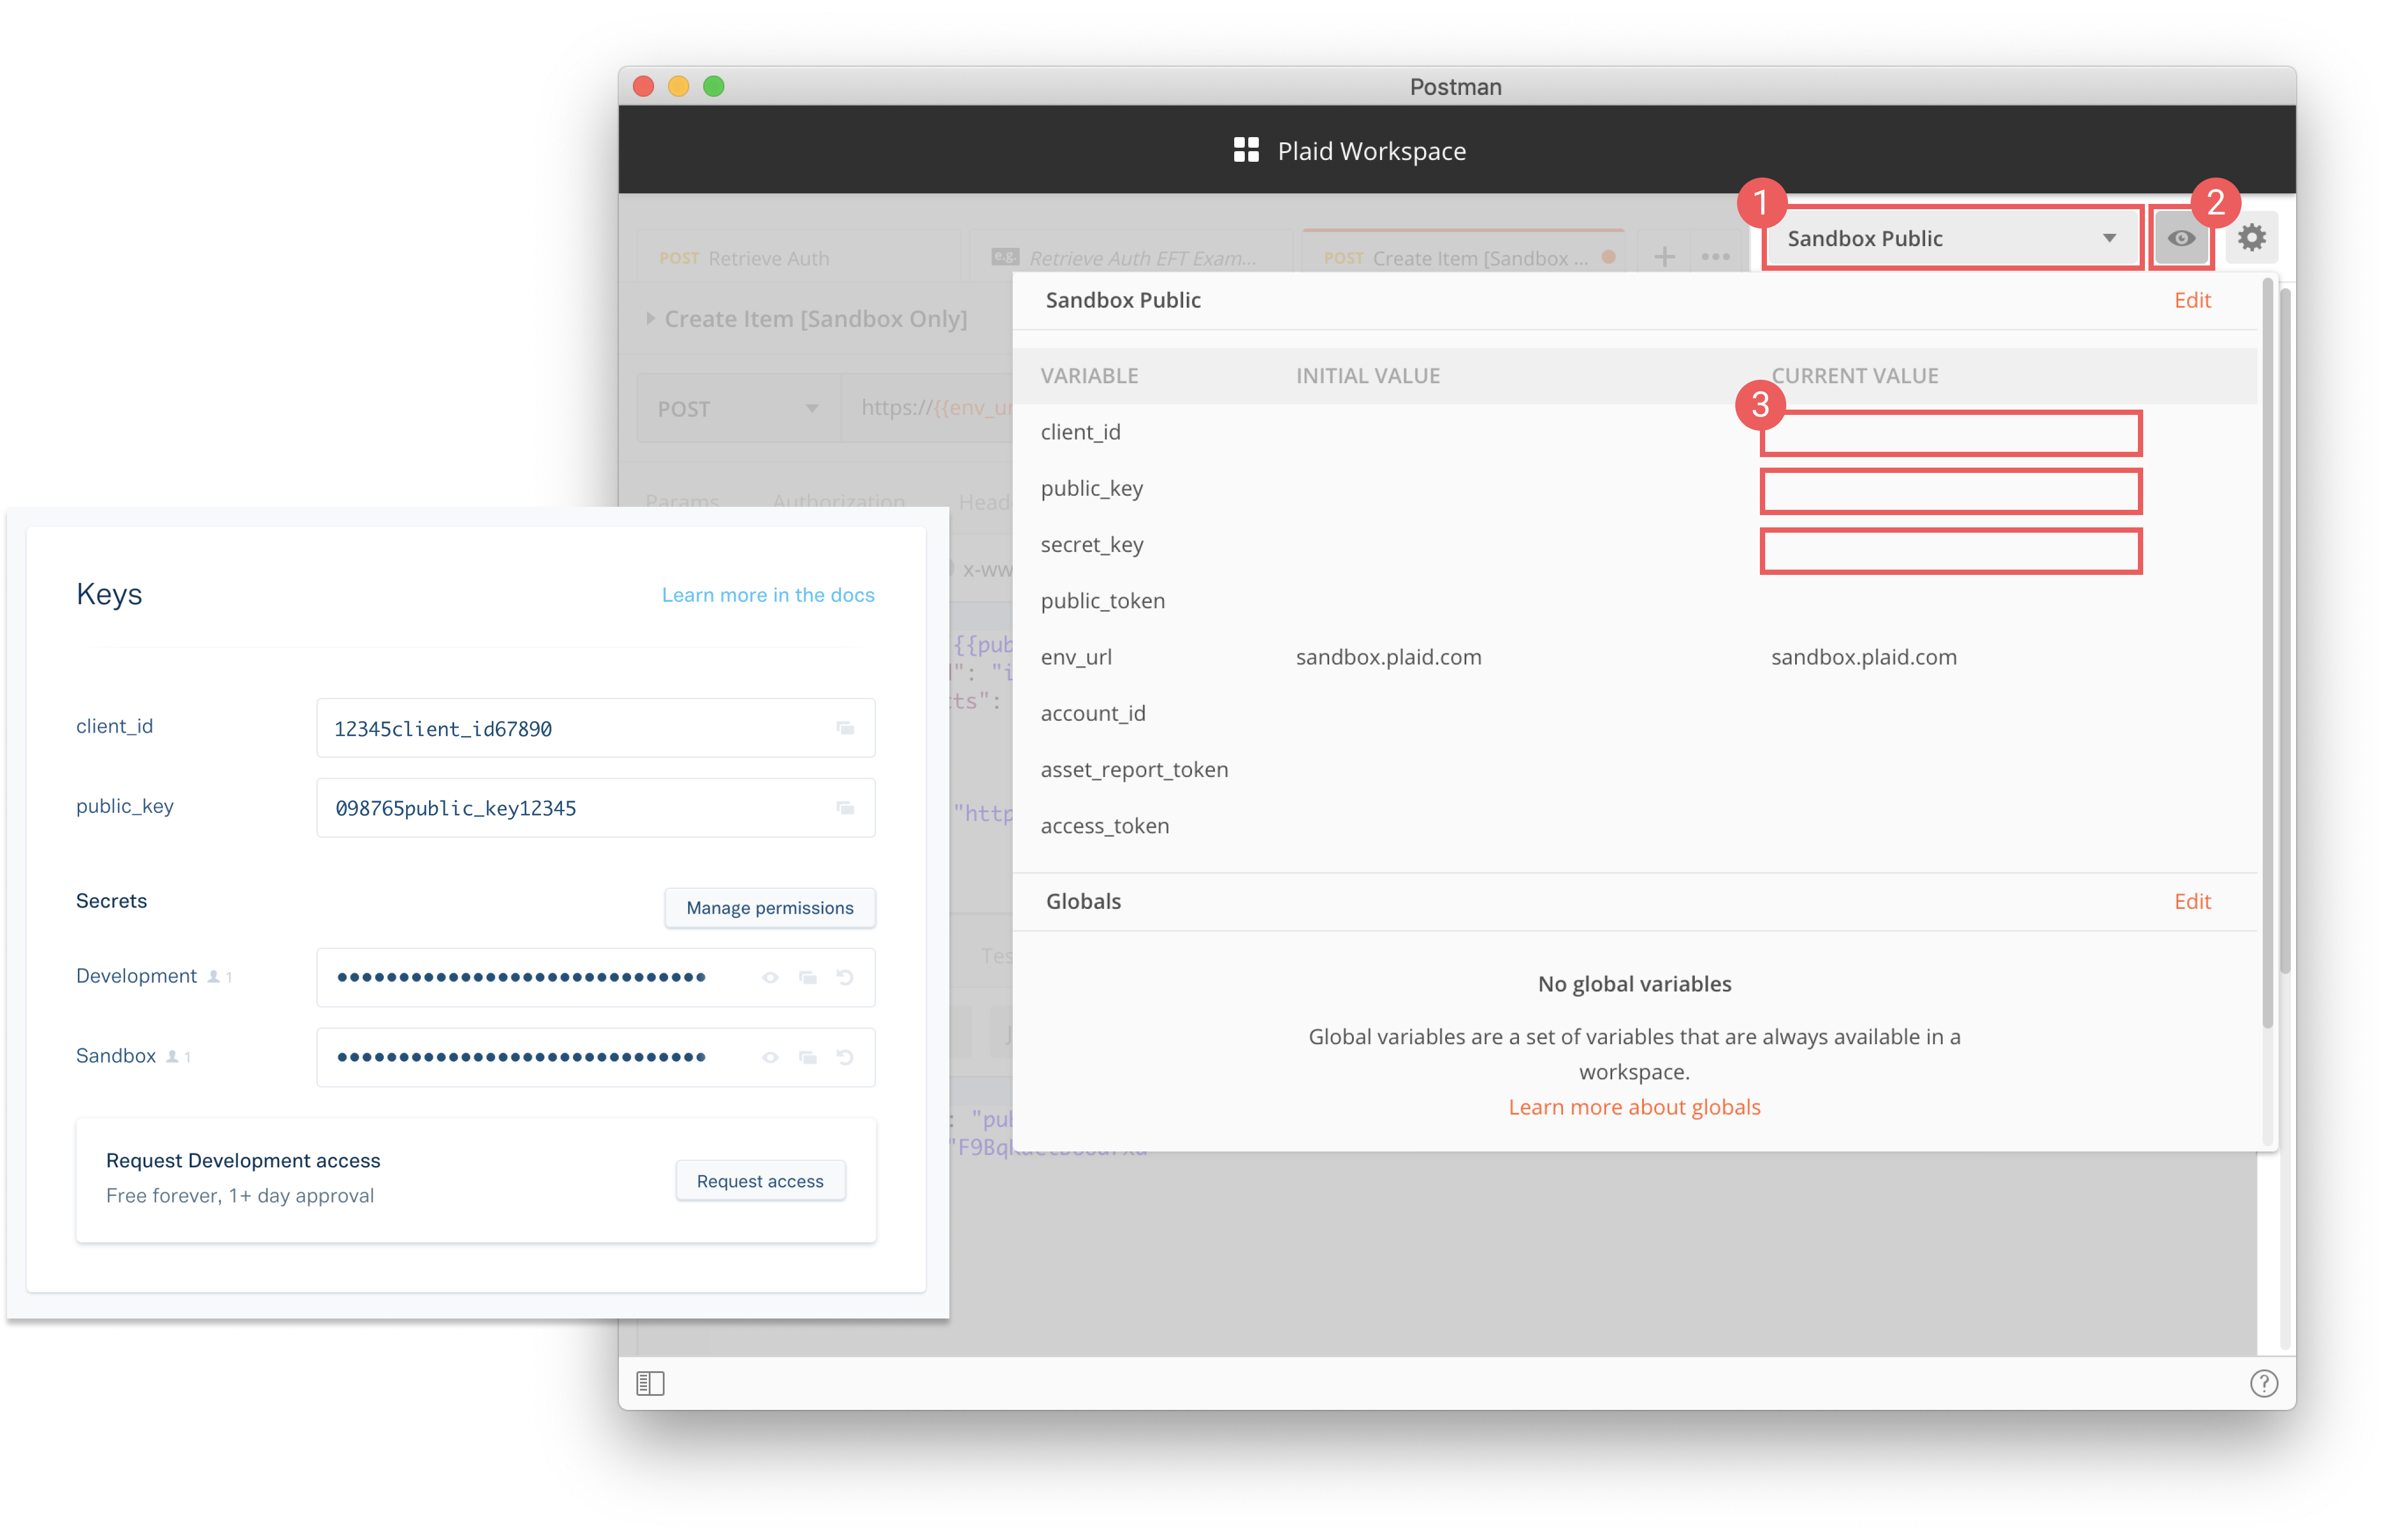 Postman
Plaid Workspace
1
2
Sandbox Public
POST Retrieve Auth
e.g. Retrieve Auth EFT Exam...
POST Create Item [Sandbox ...
Create Item [Sandbox Only]
POST
https://{{env_ur
Params
Authorization
x-ww
{{pub
ts":
"http
Sandbox Public
Edit
VARIABLE
INITIAL VALUE
CURRENT VALUE
3
client_id
public_key
secret_key
public_token
env_url
sandbox.plaid.com
sandbox.plaid.com
account_id
asset_report_token
access_token
Globals
Edit
No global variables
Global variables are a set of variables that are always available in a
workspace.
Learn more about globals
Keys
Learn more in the docs
client_id
12345client_id67890
public_key
098765public_key12345
Secrets
Manage permissions
Development 1
Sandbox 1
Request Development access
Free forever, 1+ day approval
Request access